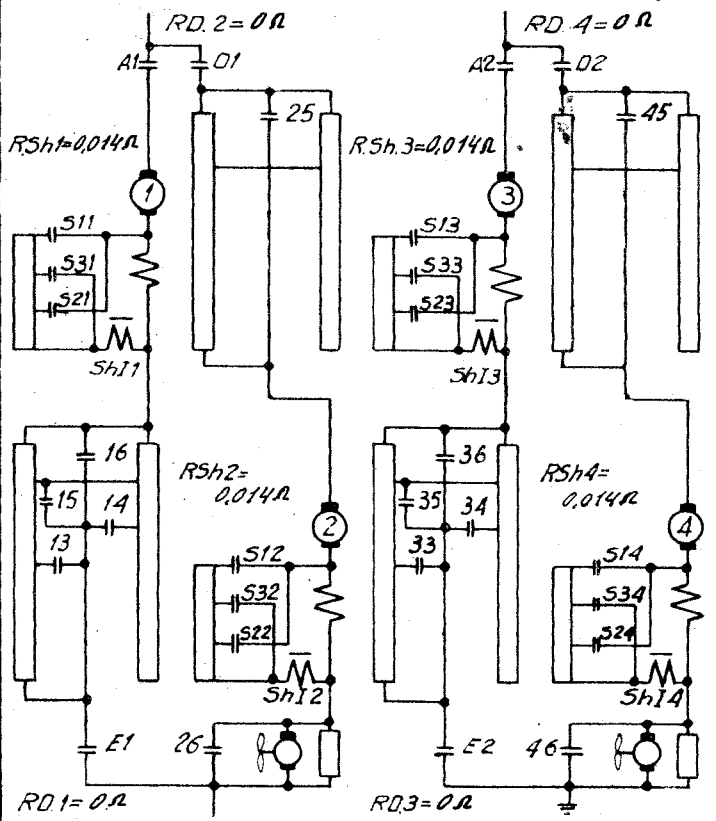 RD.2=0Ω
RD.4=0Ω
A1
D1
A2
D2
25
45
RSh1=0,014Ω
R.Sh.3=0,014Ω
1
3
S11
S31
S21
S13
S33
S23
ShI1
ShI3
16
15
14
13
36
35
34
33
RSh2=
0,014Ω
RSh4=
0,014Ω
2
4
S12
S32
S22
S14
S34
S24
ShI2
ShI4
E1
26
E2
46
RD.1=0Ω
RD.3=0Ω